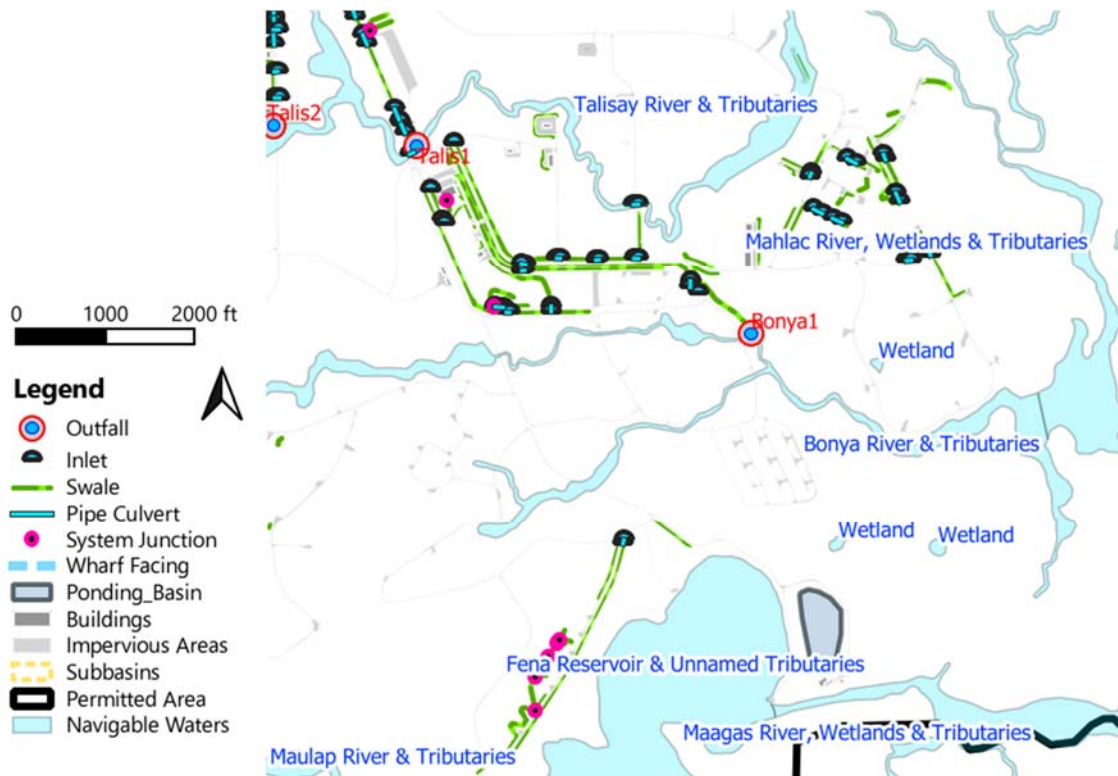 Talis2
Talis1
Talisay River & Tributaries
Mahlac River, Wetlands & Tributaries
0 1000 2000 ft
Bonya1
Wetland
Legend
Outfall
Inlet
Swale
Pipe Culvert
System Junction
Wharf Facing
Ponding_Basin
Buildings
Impervious Areas
Subbasins
Permitted Area
Navigable Waters
Bonya River & Tributaries
Wetland Wetland
Fena Reservoir & Unnamed Tributaries
Maagas River, Wetlands & Tributaries
Maulap River & Tributaries